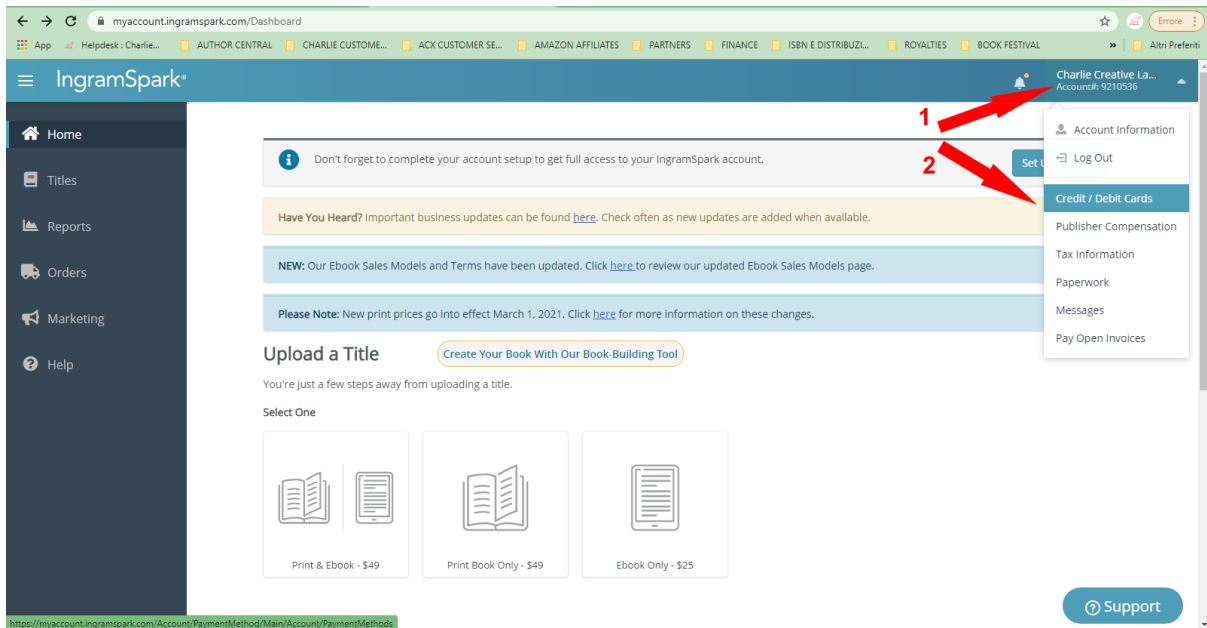 myaccount.ingramspark.com/Dashboard
Errore
App Helpdesk : Charlie... AUTHOR CENTRAL CHARLIE CUSTOME... ACX CUSTOMER SE... AMAZON AFFILIATES PARTNERS FINANCE ISBN E DISTRIBUZI... ROYALTIES BOOK FESTIVAL » Altri Preferiti
IngramSpark®
Charlie Creative La...
Account#: 9210536
1
2
Account Information
Log Out
Credit / Debit Cards
Publisher Compensation
Tax Information
Paperwork
Messages
Pay Open Invoices
Home
Titles
Reports
Orders
Marketing
Help
Don't forget to complete your account setup to get full access to your IngramSpark account.
Set
Have You Heard? Important business updates can be found here. Check often as new updates are added when available.
NEW: Our Ebook Sales Models and Terms have been updated. Click here to review our updated Ebook Sales Models page.
Please Note: New print prices go into effect March 1, 2021. Click here for more information on these changes.
Upload a Title
Create Your Book With Our Book-Building Tool
You're just a few steps away from uploading a title.
Select One
Print & Ebook - $49
Print Book Only - $49
Ebook Only - $25
Support
https://myaccount.ingramspark.com/Account/PaymentMethod/Main/Account/PaymentMethods